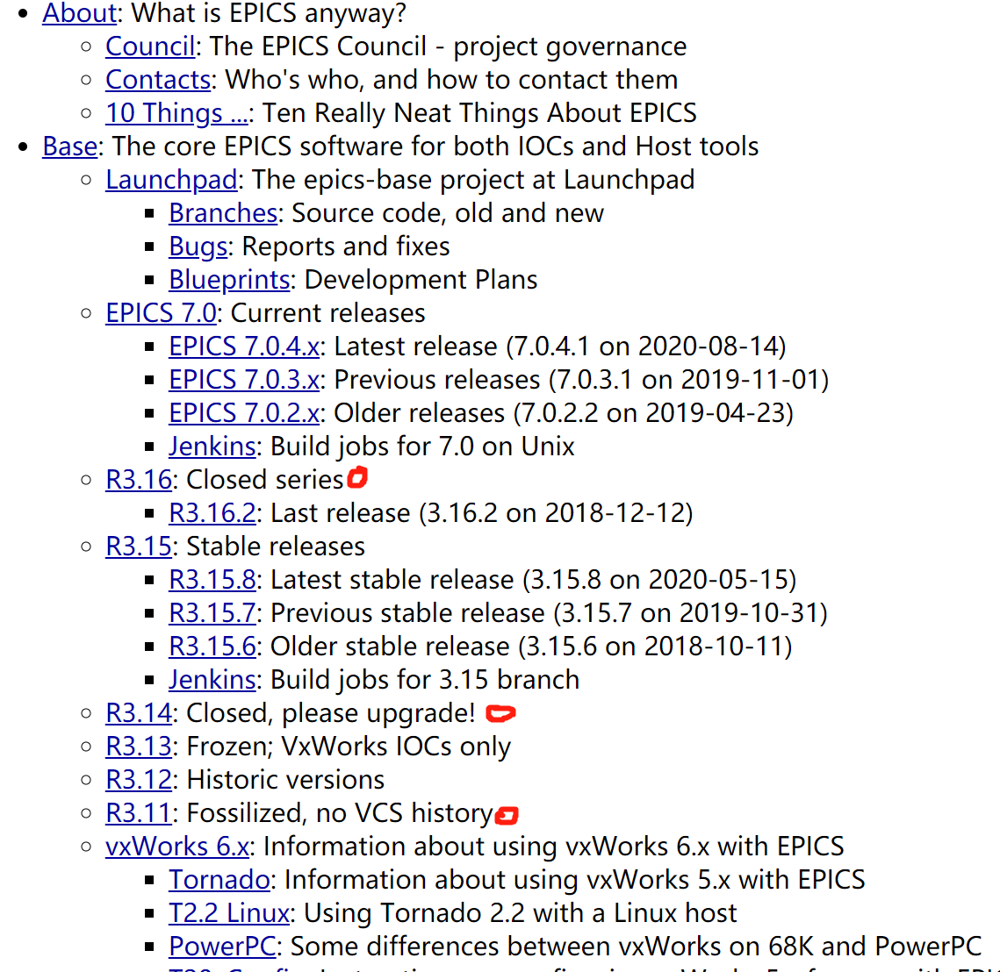 • About: What is EPICS anyway?
◦ Council: The EPICS Council - project governance
◦ Contacts: Who's who, and how to contact them
◦ 10 Things ...: Ten Really Neat Things About EPICS
• Base: The core EPICS software for both IOCs and Host tools
◦ Launchpad: The epics-base project at Launchpad
▪ Branches: Source code, old and new
▪ Bugs: Reports and fixes
▪ Blueprints: Development Plans
◦ EPICS 7.0: Current releases
▪ EPICS 7.0.4.x: Latest release (7.0.4.1 on 2020-08-14)
▪ EPICS 7.0.3.x: Previous releases (7.0.3.1 on 2019-11-01)
▪ EPICS 7.0.2.x: Older releases (7.0.2.2 on 2019-04-23)
▪ Jenkins: Build jobs for 7.0 on Unix
◦ R3.16: Closed series
▪ R3.16.2: Last release (3.16.2 on 2018-12-12)
◦ R3.15: Stable releases
▪ R3.15.8: Latest stable release (3.15.8 on 2020-05-15)
▪ R3.15.7: Previous stable release (3.15.7 on 2019-10-31)
▪ R3.15.6: Older stable release (3.15.6 on 2018-10-11)
▪ Jenkins: Build jobs for 3.15 branch
◦ R3.14: Closed, please upgrade!
◦ R3.13: Frozen; VxWorks IOCs only
◦ R3.12: Historic versions
◦ R3.11: Fossilized, no VCS history
◦ vxWorks 6.x: Information about using vxWorks 6.x with EPICS
▪ Tornado: Information about using vxWorks 5.x with EPICS
▪ T2.2 Linux: Using Tornado 2.2 with a Linux host
▪ PowerPC: Some differences between vxWorks on 68K and PowerPC